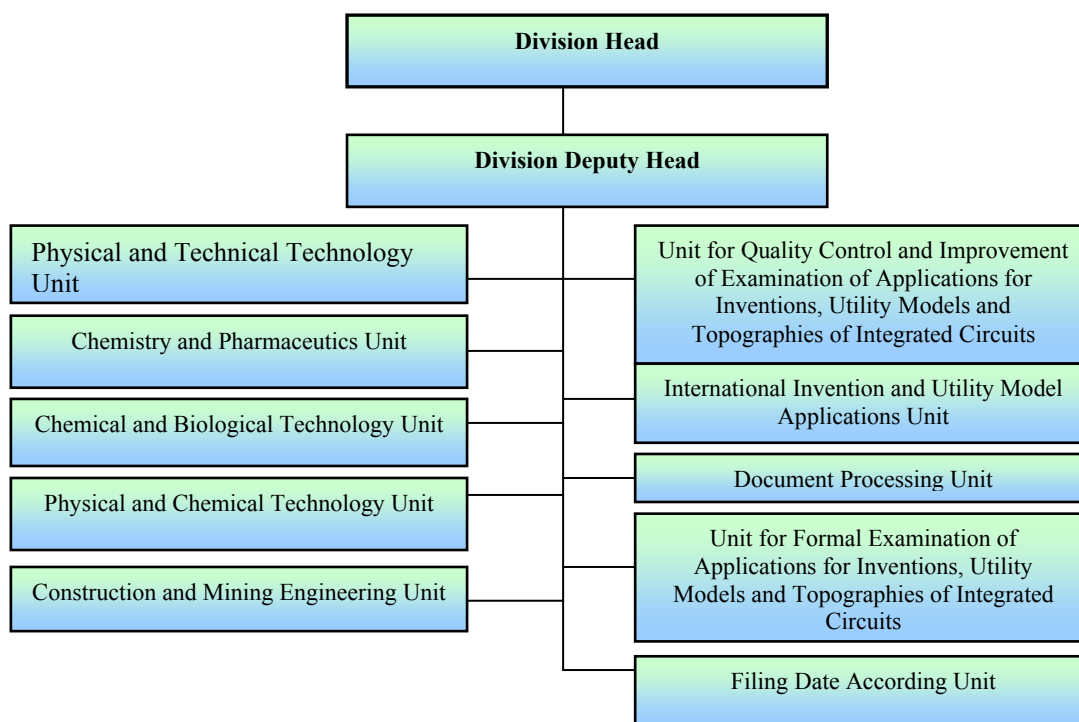 Division Head
Division Deputy Head
Physical and Technical Technology
Unit
Chemistry and Pharmaceutics Unit
Chemical and Biological Technology Unit
Physical and Chemical Technology Unit
Construction and Mining Engineering Unit
Unit for Quality Control and Improvement
of Examination of Applications for
Inventions, Utility Models and
Topographies of Integrated Circuits
International Invention and Utility Model
Applications Unit
Document Processing Unit
Unit for Formal Examination of
Applications for Inventions, Utility
Models and Topographies of Integrated
Circuits
Filing Date According Unit